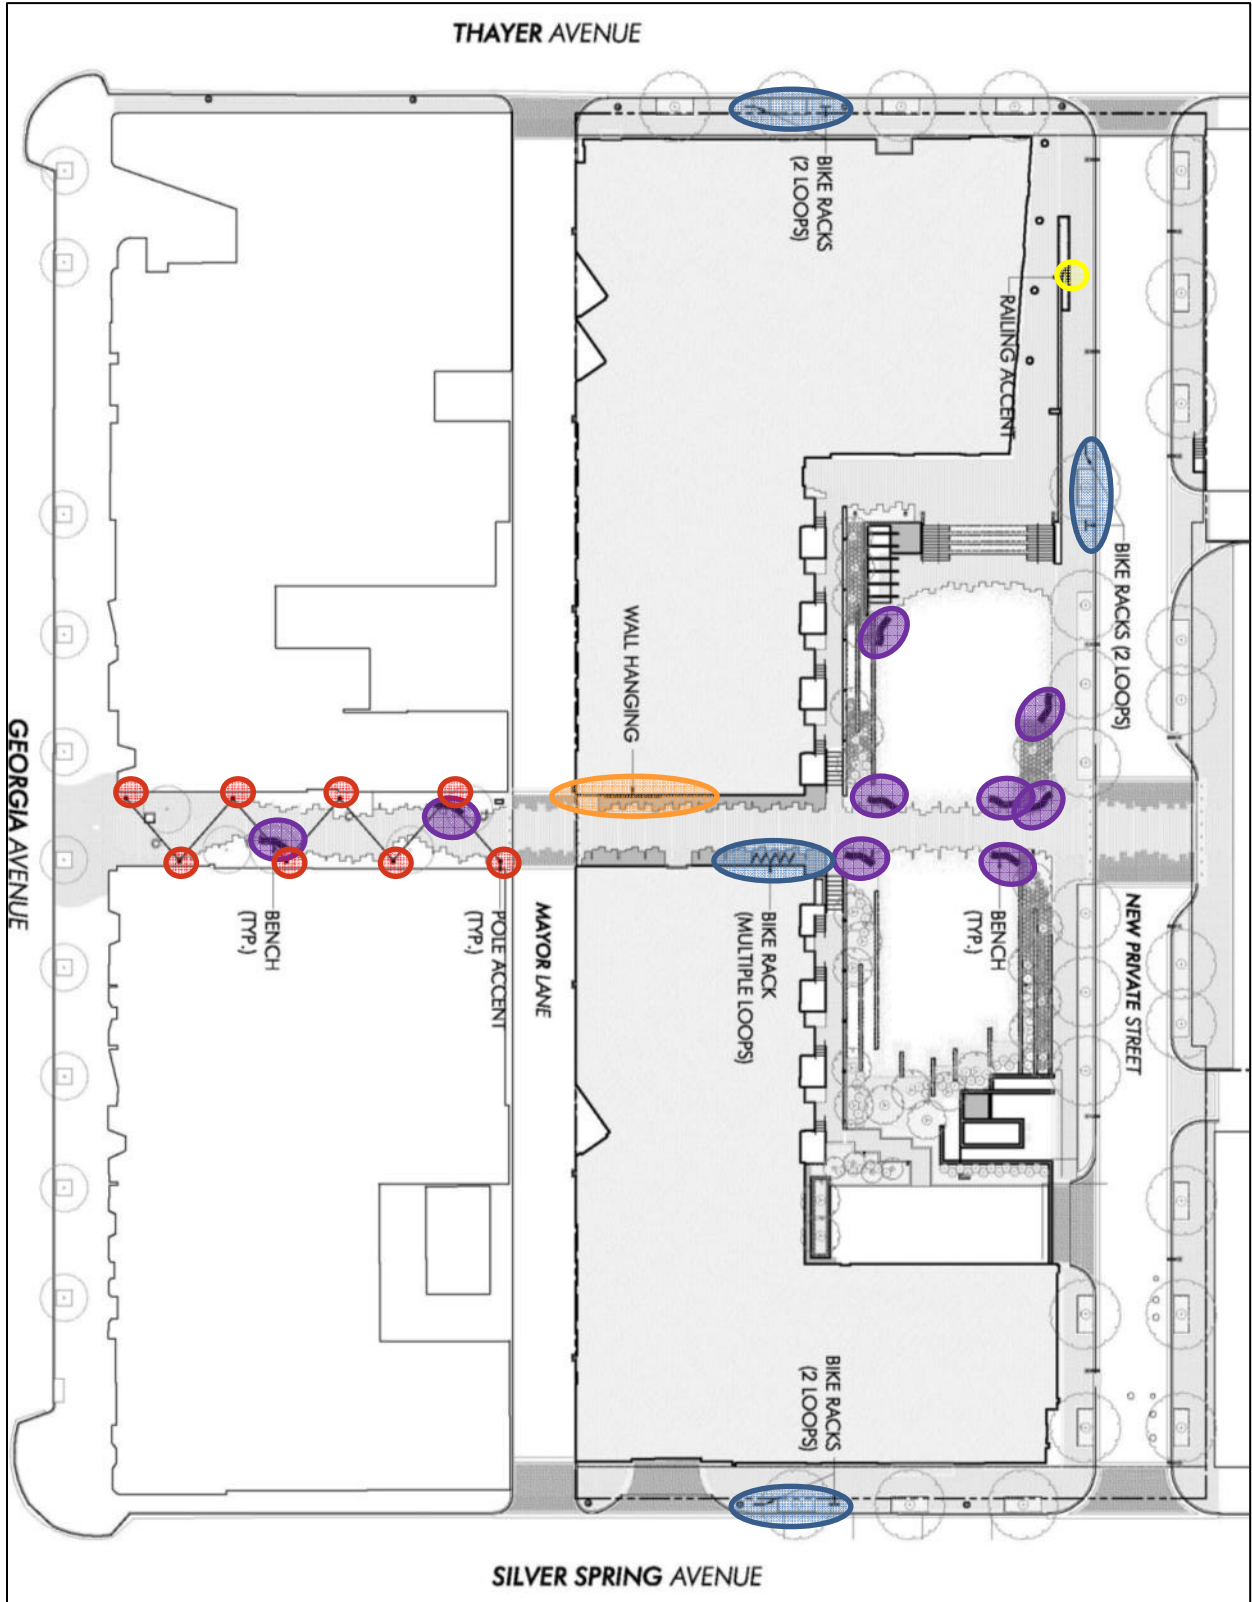 THAYER AVENUE
BIKE RACKS
(2 LOOPS)
RAILING ACCENT
BIKE RACKS (2 LOOPS)
WALL HANGING
GEORGIA AVENUE
BENCH
(TYP.)
POLE ACCENT
(TYP.)
MAYOR LANE
BIKE RACK
(MULTIPLE LOOPS)
BENCH
(TYP.)
NEW PRIVATE STREET
BIKE RACKS
(2 LOOPS)
SILVER SPRING AVENUE